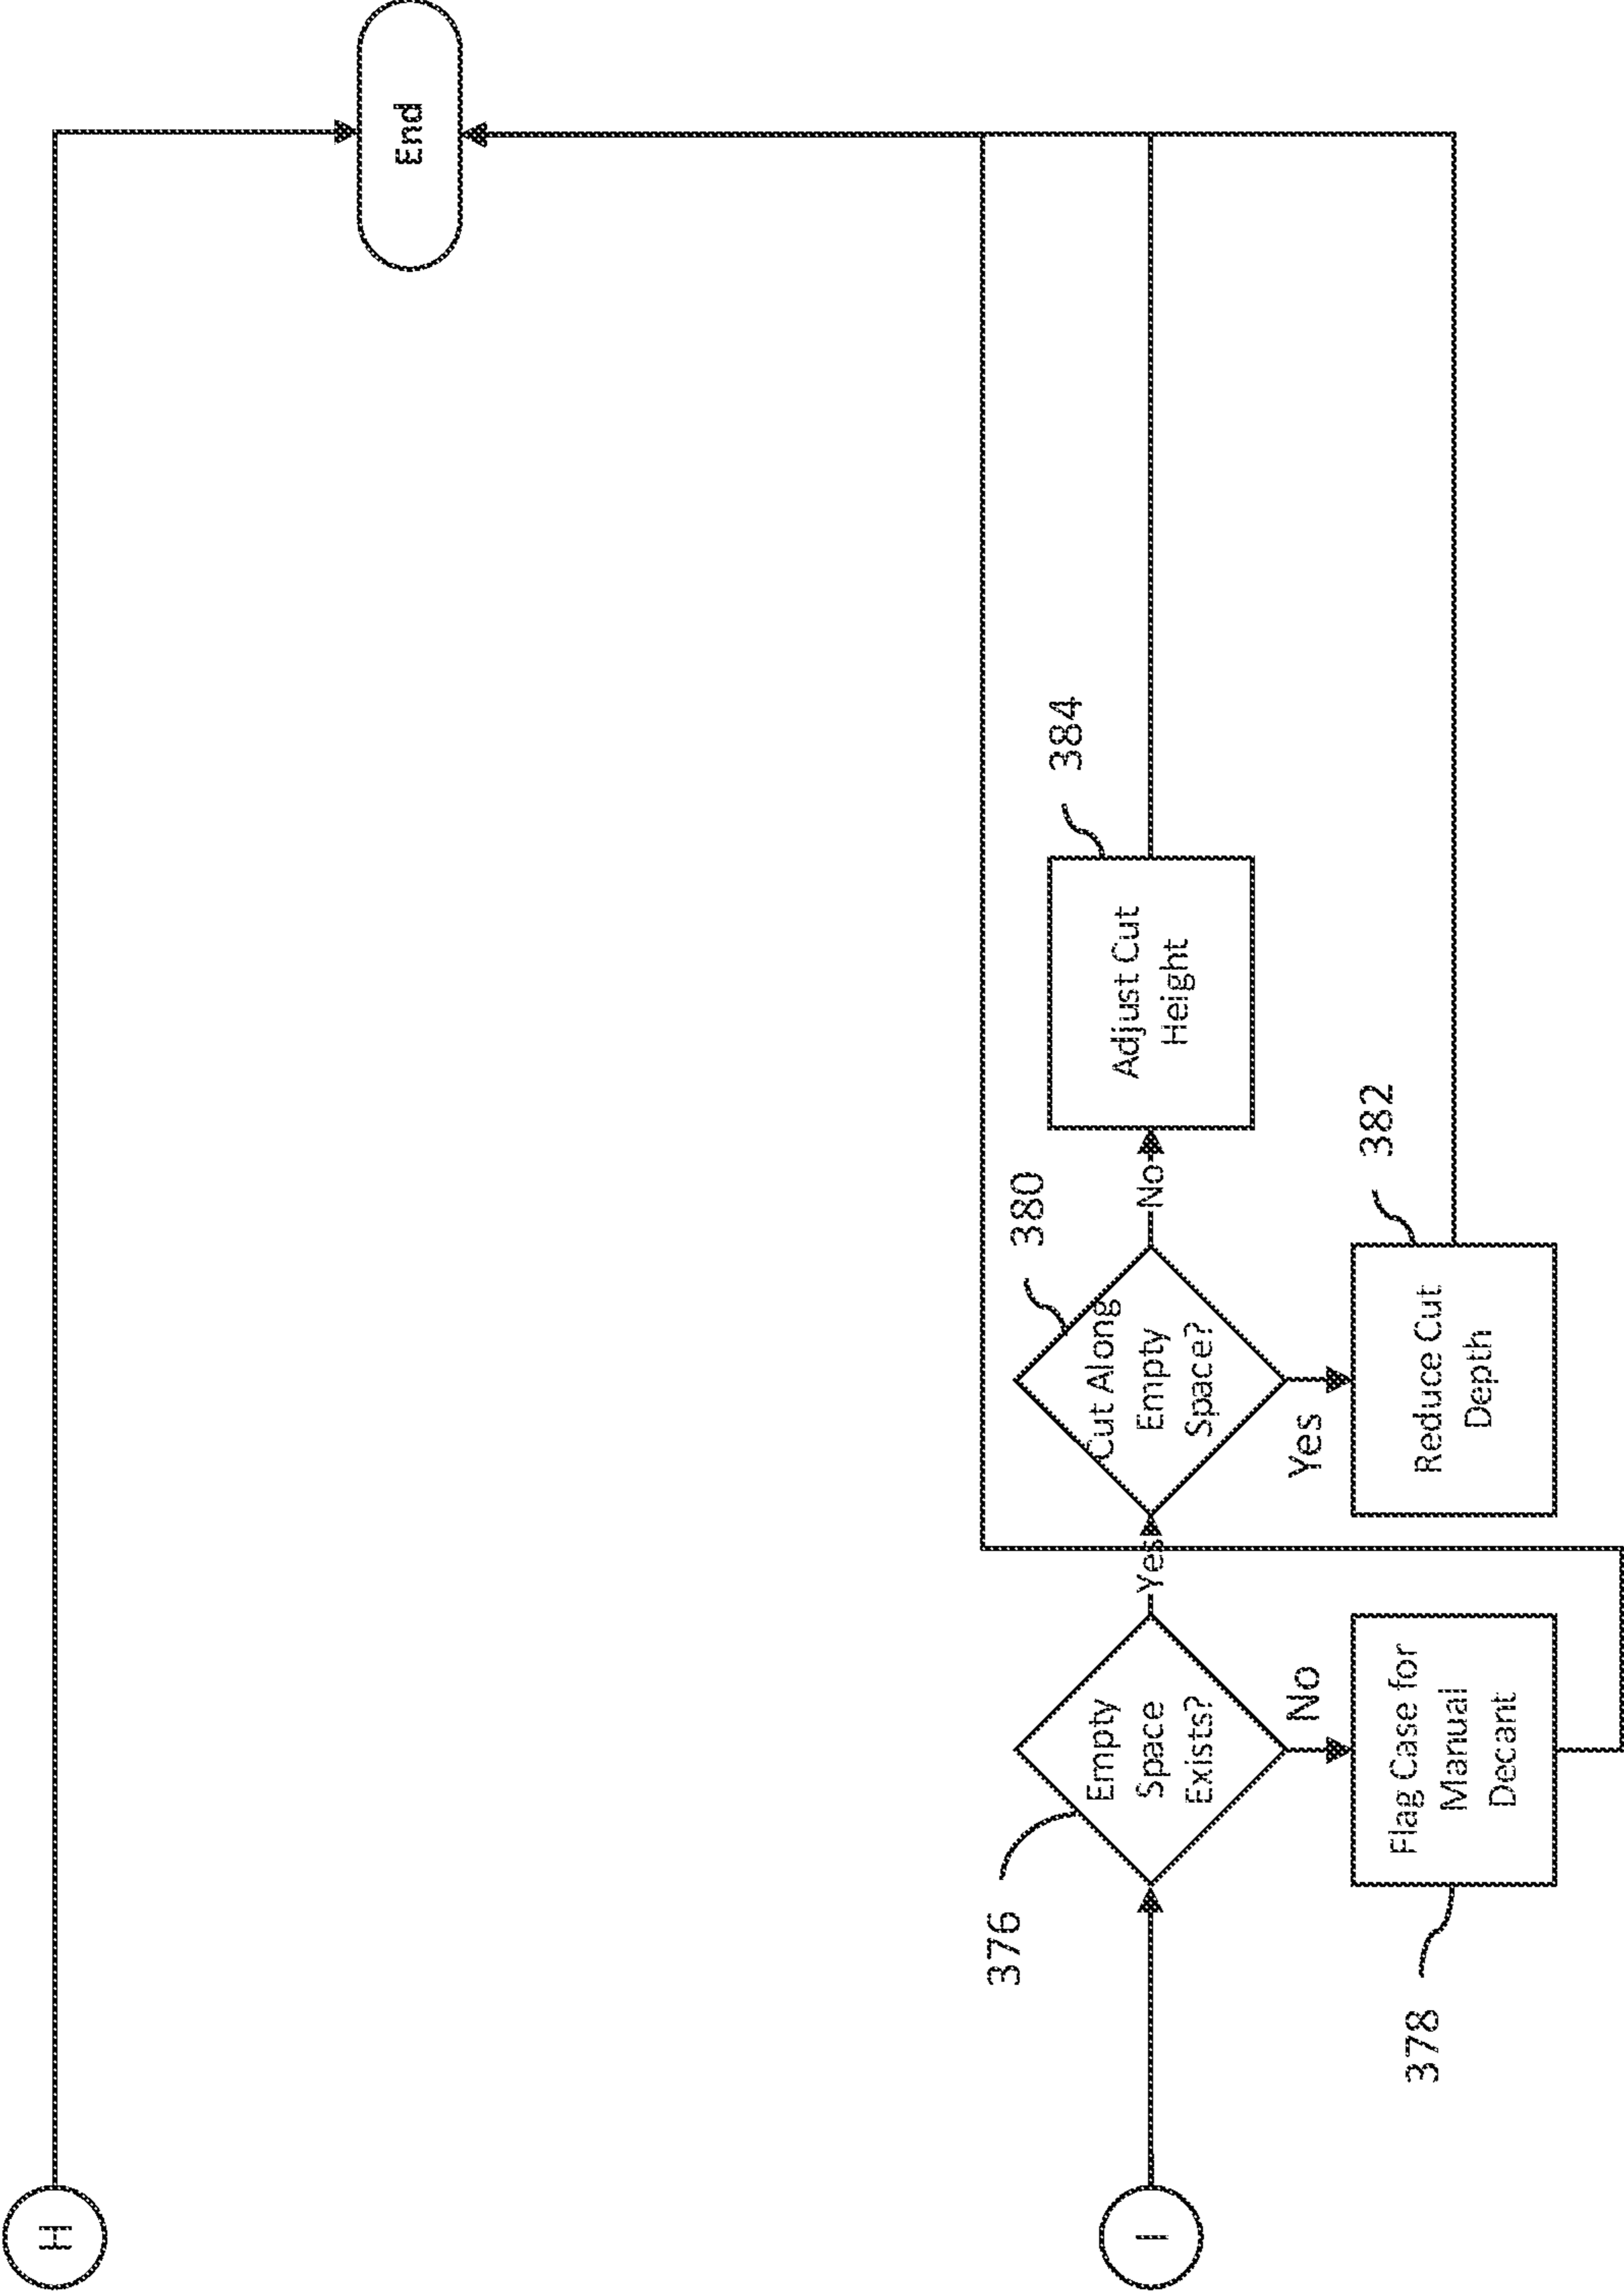 H
End
I
376
Empty
Space
Exists?
Yes
No
378
Flag Case for
Manual
Decant
380
Cut Along
Empty
Space?
No
Yes
382
Reduce Cut
Depth
384
Adjust Cut
Height